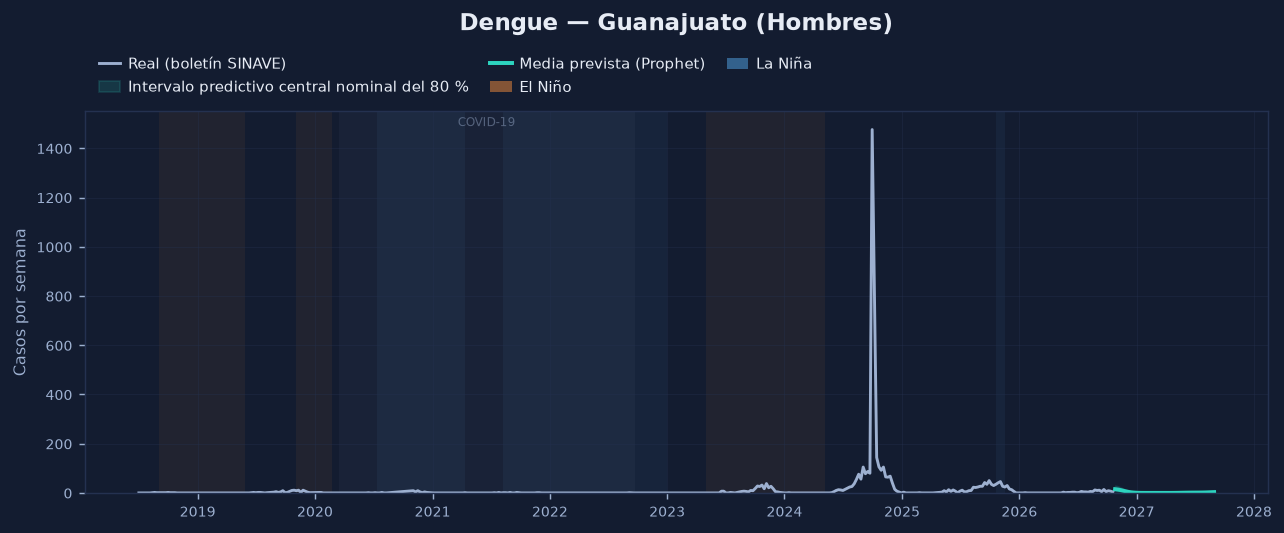 Dengue — Guanajuato (Hombres)
Real (boletín SINAVE)
Media prevista (Prophet)
La Niña
Intervalo predictivo central nominal del 80 %
El Niño
COVID-19
Casos por semana
1400
1200
1000
800
600
400
200
0
2019
2020
2021
2022
2023
2024
2025
2026
2027
2028